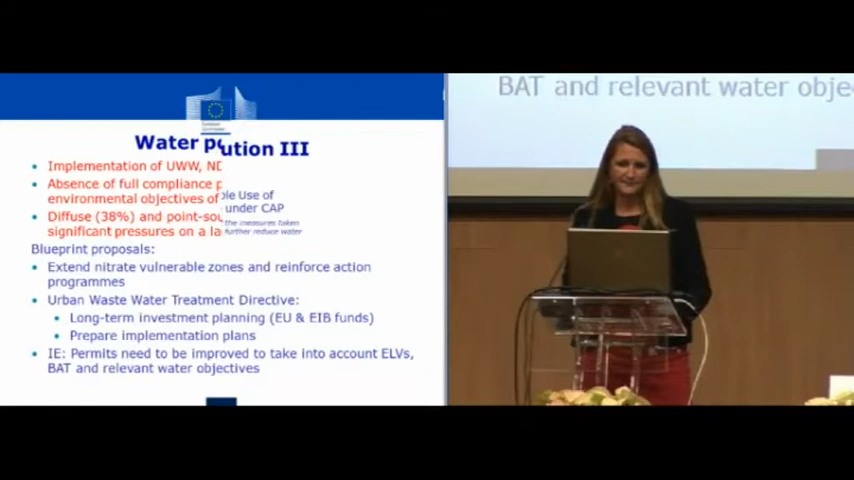 BAT and relevant water obje
Water po
ution III
Implementation of UWW, ND
ble Use of
Absence of full compliance p
under CAP
environmental objectives of
the measures taken
Diffuse (38%) and point-sou
further reduce water
significant pressures on a la
Blueprint proposals:
Extend nitrate vulnerable zones and reinforce action
programmes
Urban Waste Water Treatment Directive:
Long-term investment planning (EU & EIB funds)
Prepare implementation plans
IE: Permits need to be improved to take into account ELVs,
BAT and relevant water objectives